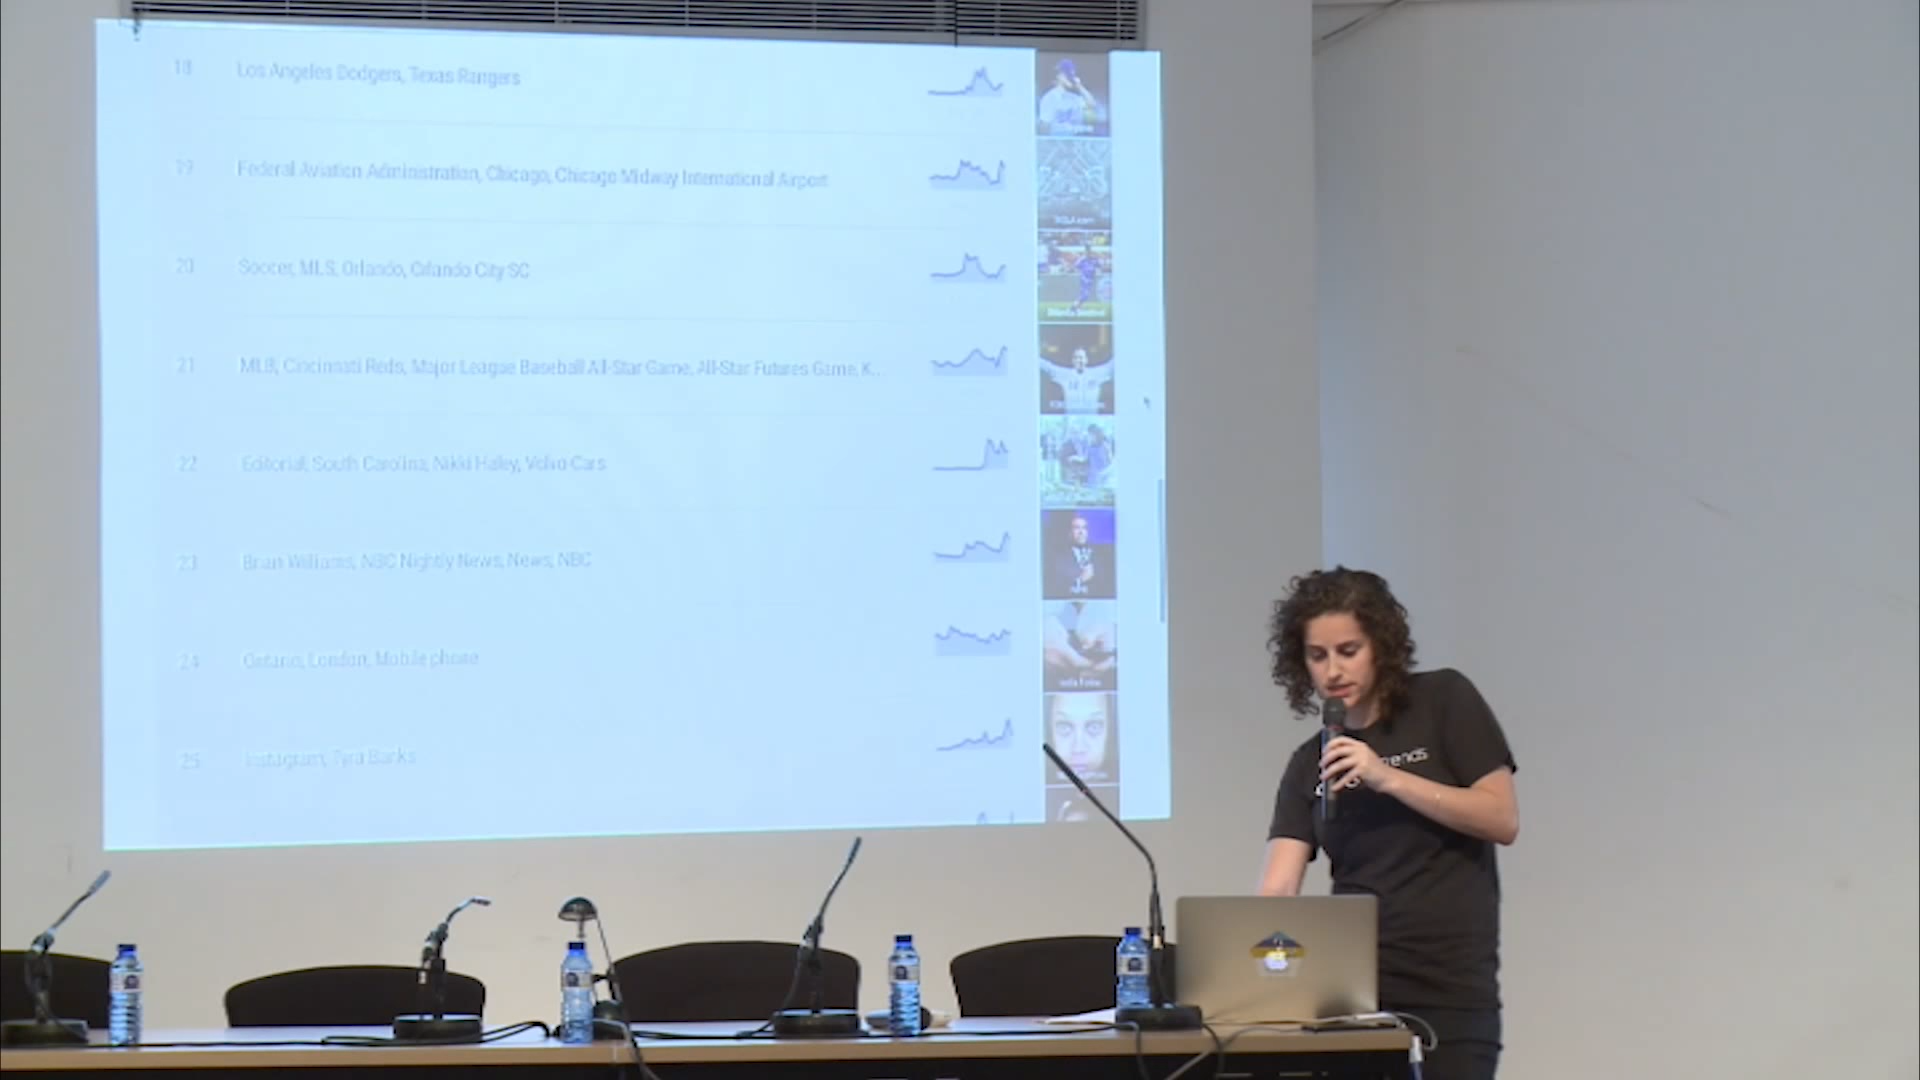 18 Los Angeles Dodgers, Texas Rangers
19 Federal Aviation Administration, Chicago, Chicago Midway International Airport
20 Soccer, MLS, Orlando, Orlando City SC
21 MLB, Cincinnati Reds, Major League Baseball All-Star Game, All-Star Futures Game, K...
22 Editorial, South Carolina, Nikki Haley, Volvo Cars
23 Brian Williams, NBC Nightly News, News, NBC
24 Ontario, London, Mobile phone
25 Instagram, Tyra Banks